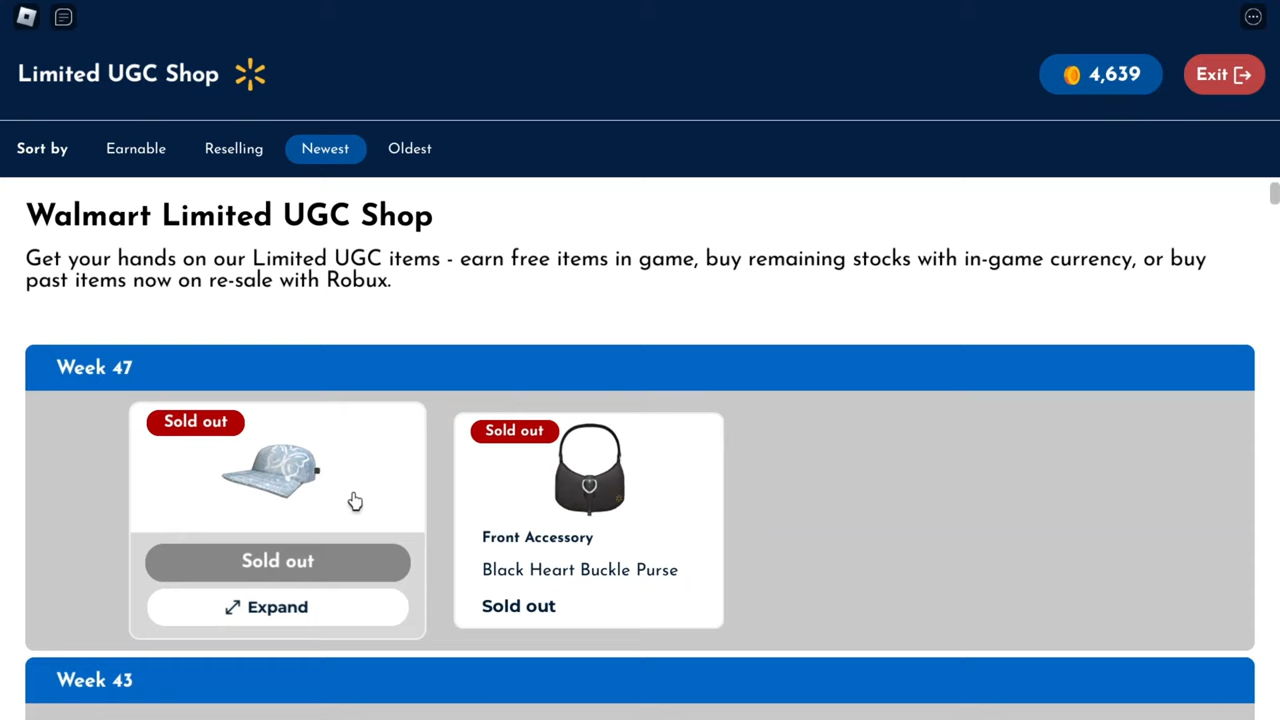 Limited UGC Shop
4,639
Exit
Sort by
Earnable
Reselling
Newest
Oldest
Walmart Limited UGC Shop
Get your hands on our Limited UGC items - earn free items in game, buy remaining stocks with in-game currency, or buy
past items now on re-sale with Robux.
Week 47
Sold out
Sold out
Expand
Sold out
Front Accessory
Black Heart Buckle Purse
Sold out
Week 43